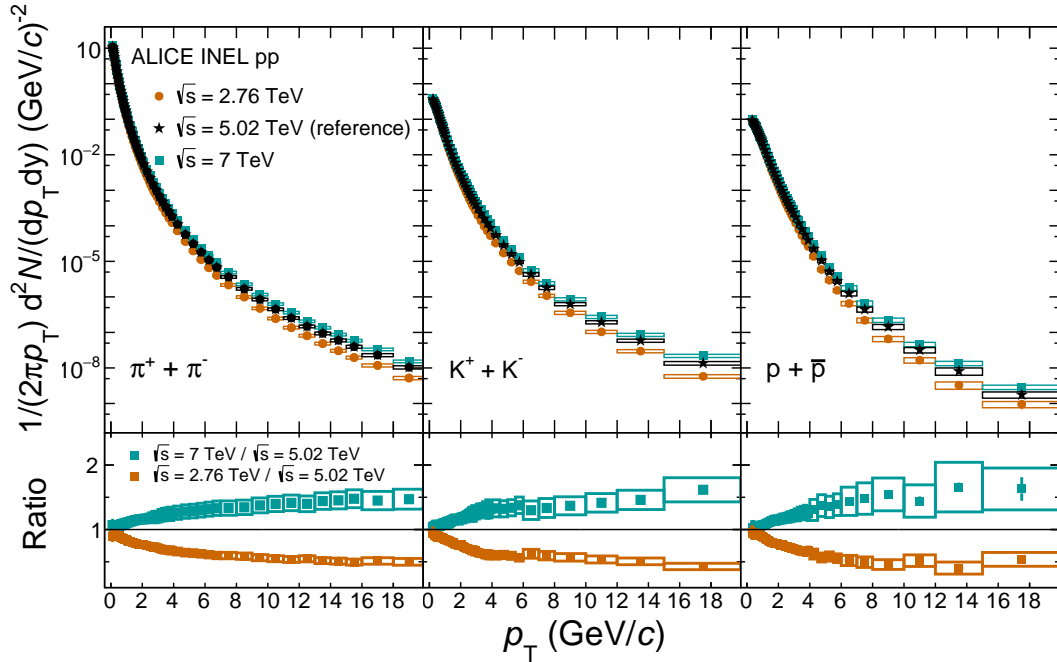 1/(2πp_T) d²N/(dp_T dy) (GeV/c)⁻²
10
10⁻²
10⁻⁵
10⁻⁸
ALICE INEL pp
√s = 2.76 TeV
√s = 5.02 TeV (reference)
√s = 7 TeV
π⁺ + π⁻
K⁺ + K⁻
p + p̅
Ratio
2
1
√s = 7 TeV / √s = 5.02 TeV
√s = 2.76 TeV / √s = 5.02 TeV
0 2 4 6 8 10 12 14 16 18
0 2 4 6 8 10 12 14 16 18
0 2 4 6 8 10 12 14 16 18
p_T (GeV/c)